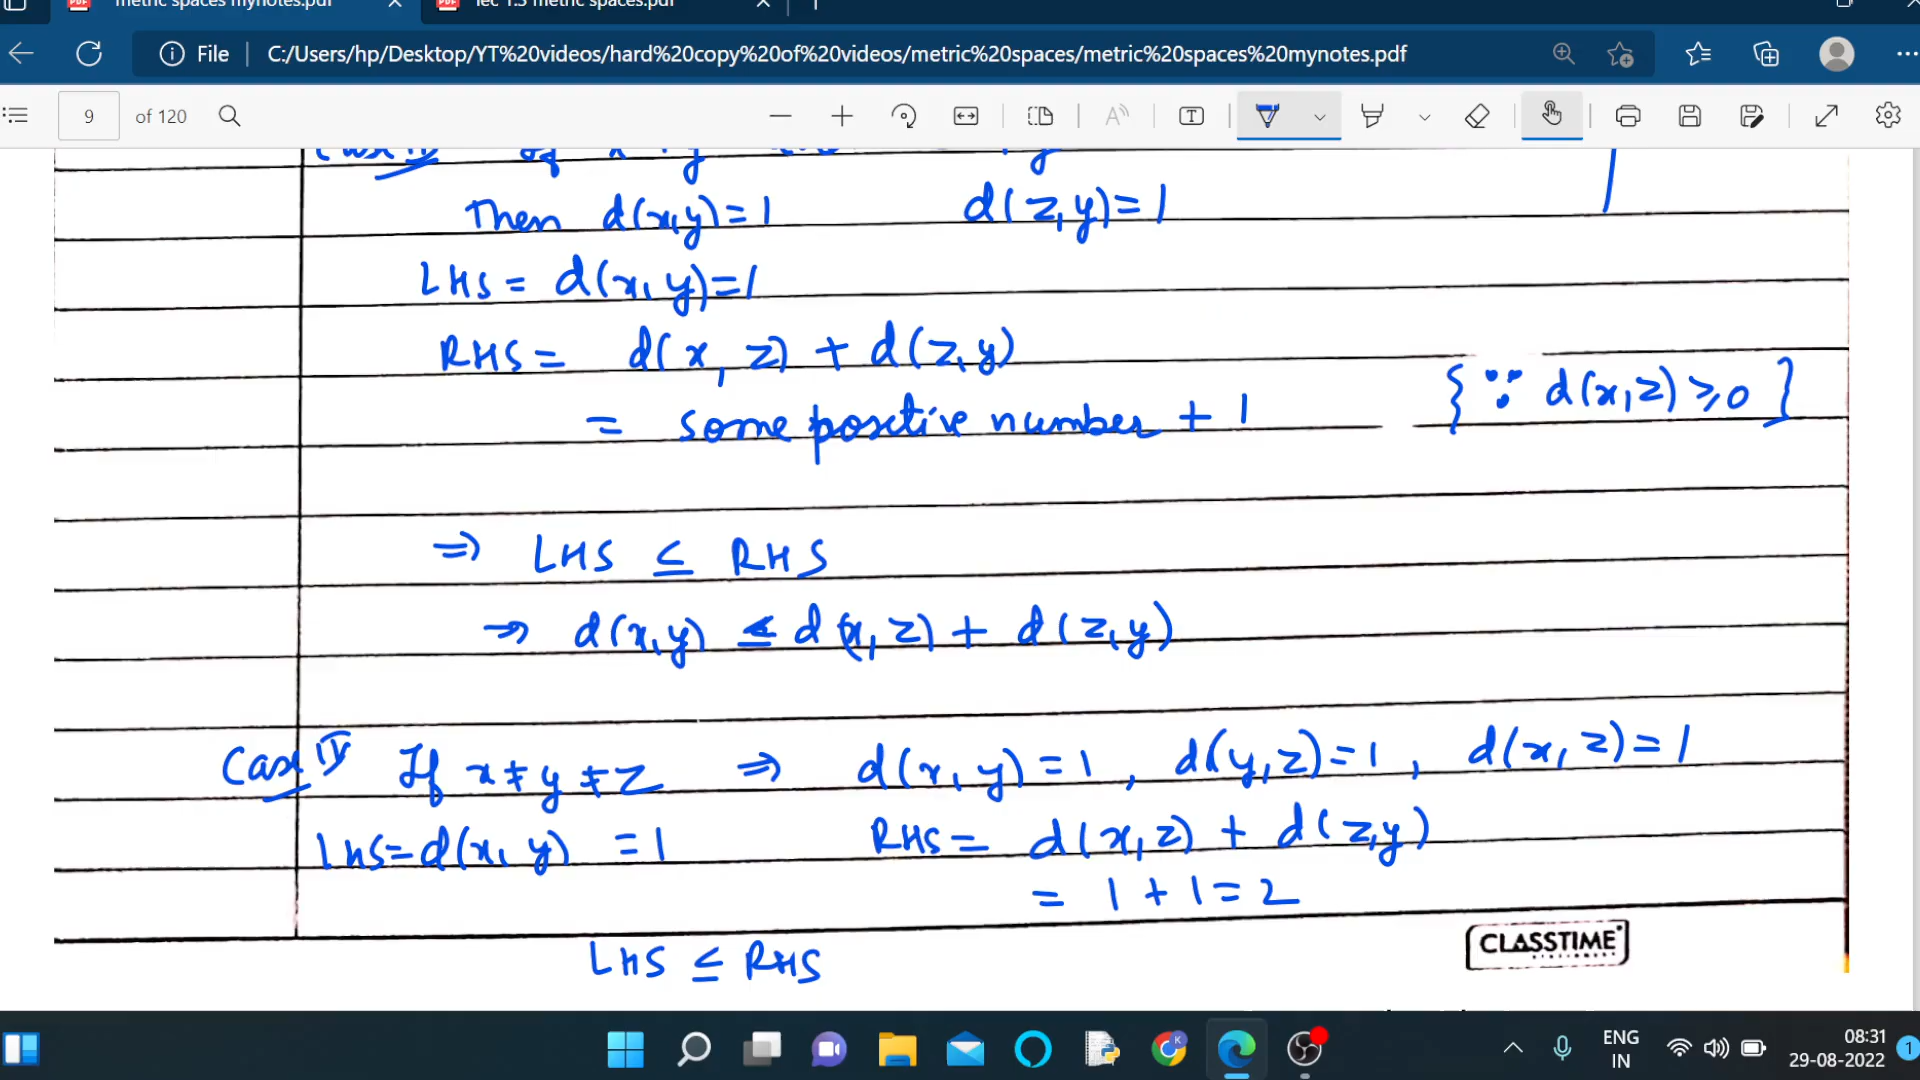 metric spaces mynotes.pdf
lec 1.3 metric spaces.pdf
File C:/Users/hp/Desktop/YT%20videos/hard%20copy%20of%20videos/metric%20spaces/metric%20spaces%20mynotes.pdf
9 of 120
Then d(x,y)=1 d(z,y)=1
LHS = d(x,y)=1
RHS = d(x,z) + d(z,y)
= some positive number + 1 {∵ d(x,z)≥0}
⇒ LHS ≤ RHS
⇒ d(x,y) ≤ d(x,z) + d(z,y)
Case IV If x≠y≠z ⇒ d(x,y)=1, d(y,z)=1, d(x,z)=1
LHS=d(x,y) =1 RHS= d(x,z) + d(z,y)
= 1+1=2
CLASSTIME
LHS ≤ RHS
ENG
IN
08:31
29-08-2022
1